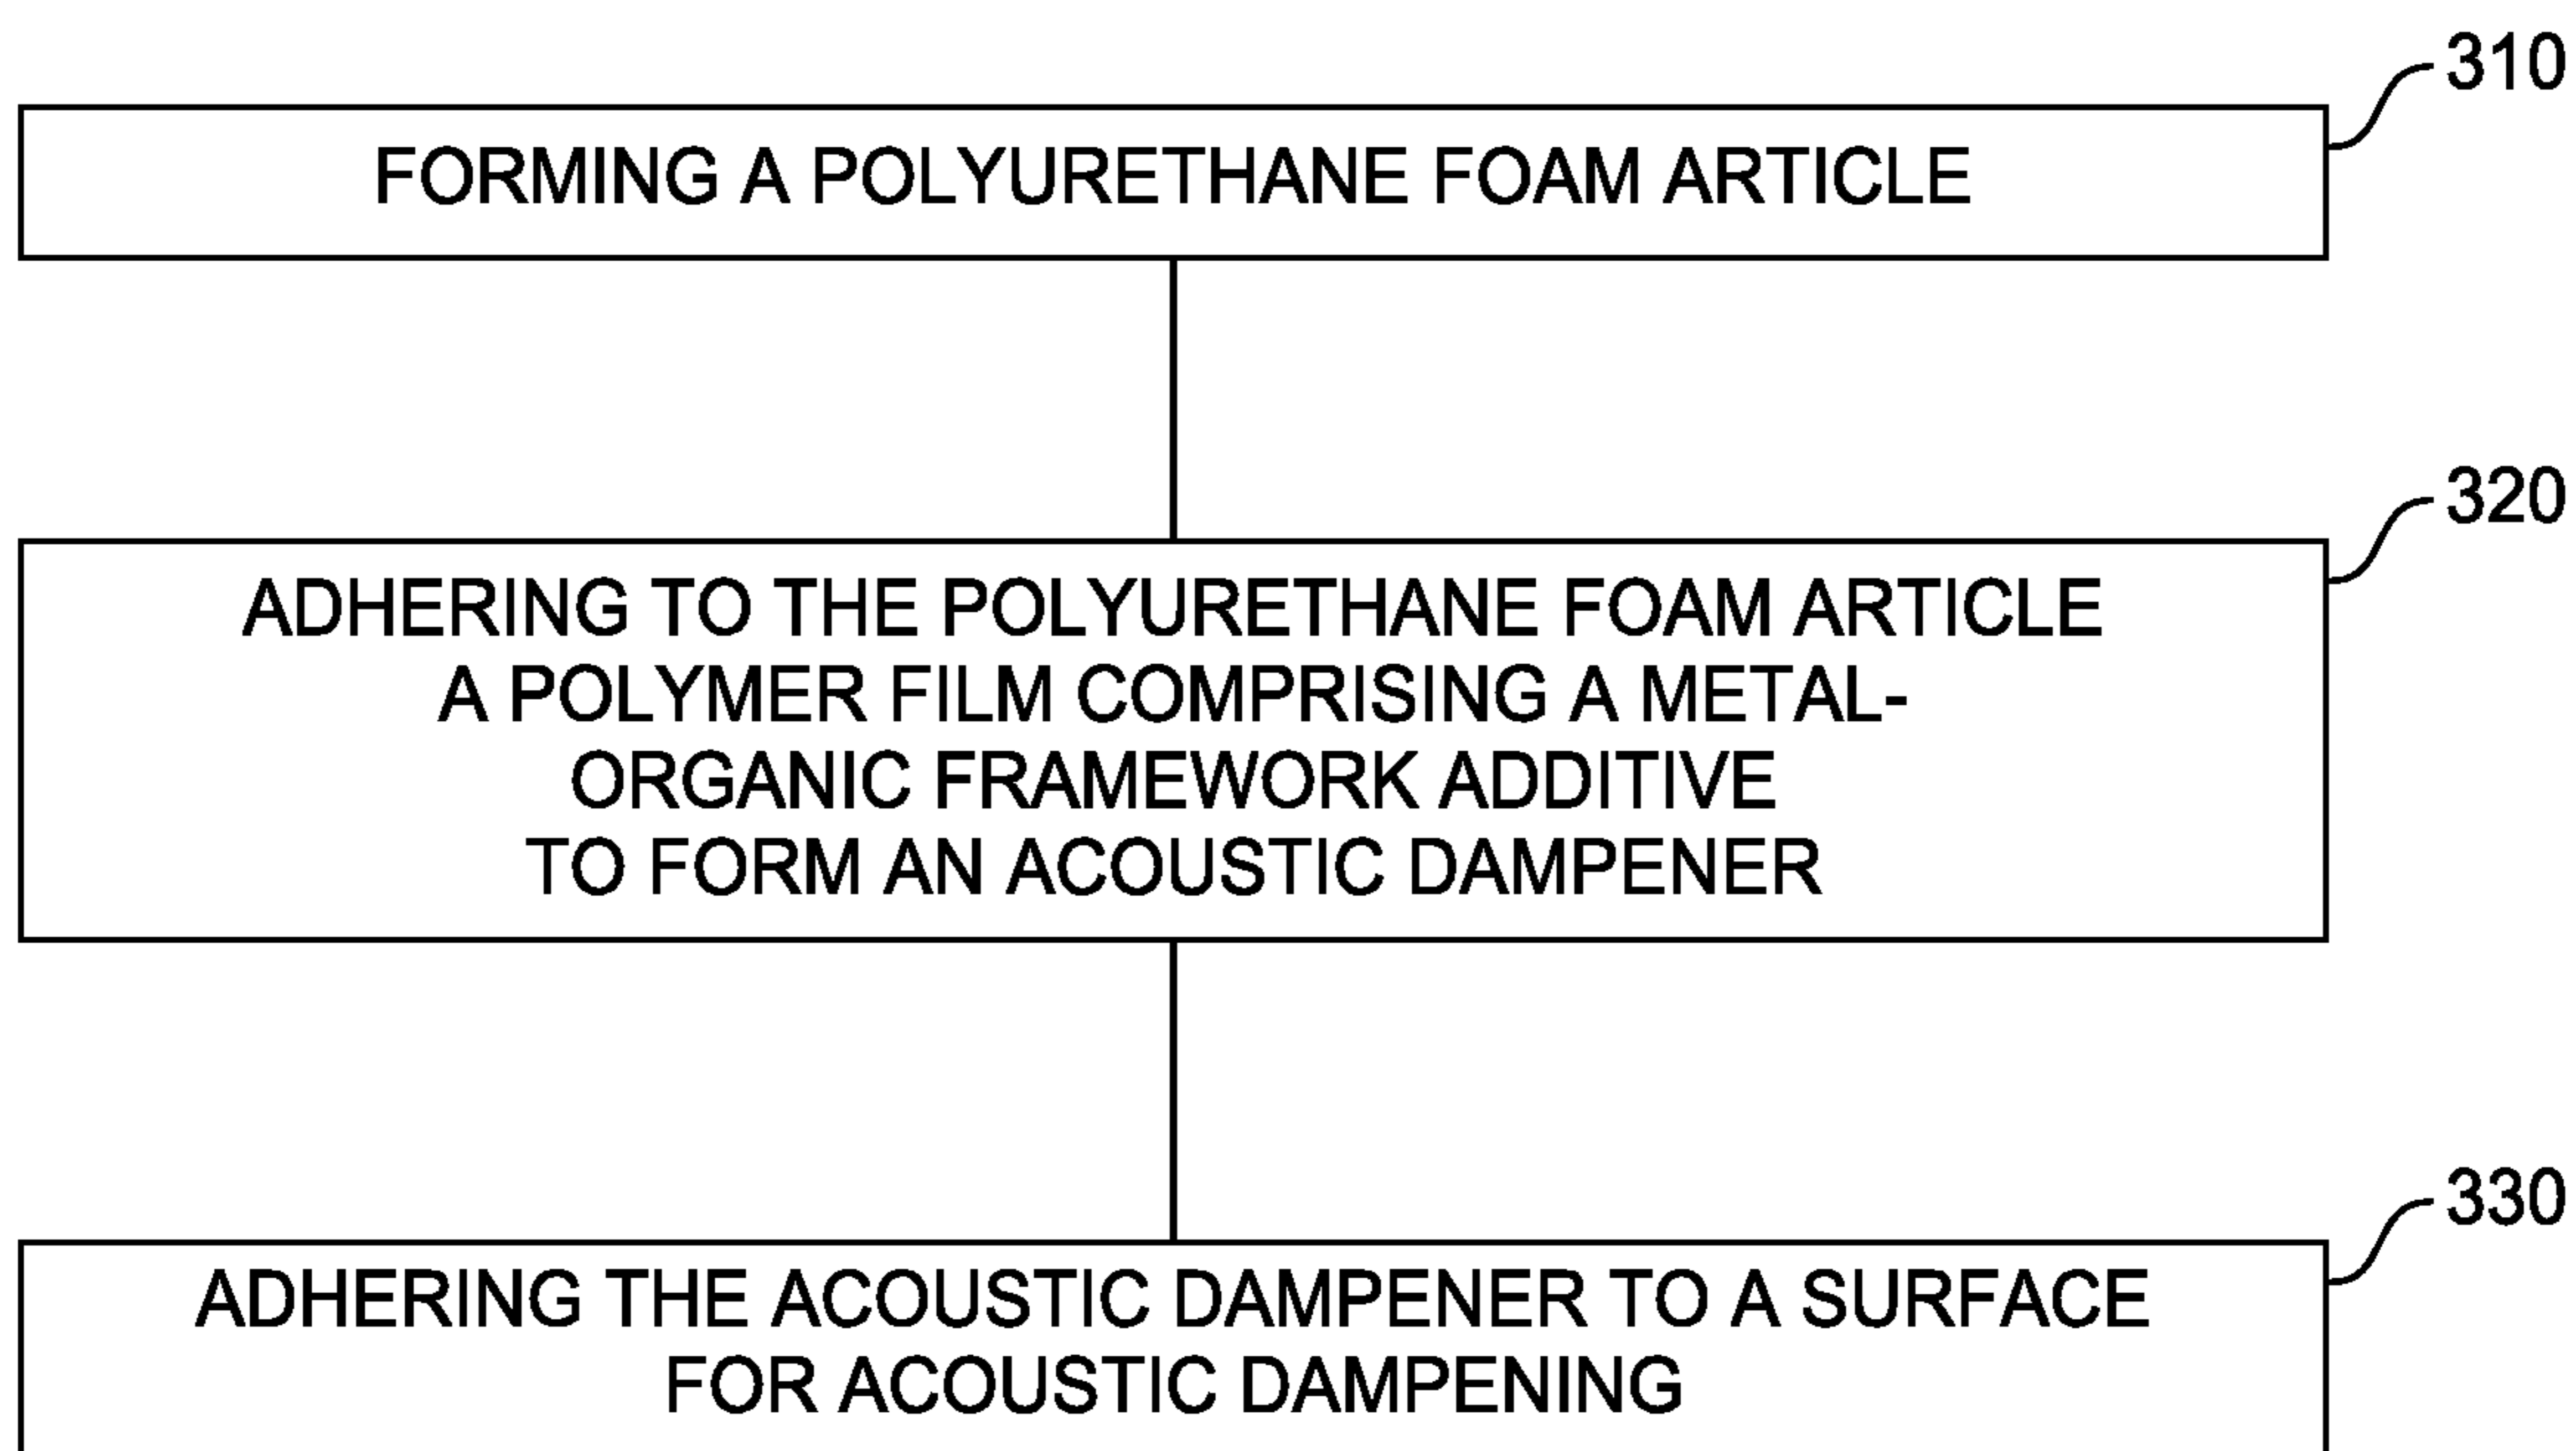 310
FORMING A POLYURETHANE FOAM ARTICLE
320
ADHERING TO THE POLYURETHANE FOAM ARTICLE
A POLYMER FILM COMPRISING A METAL-
ORGANIC FRAMEWORK ADDITIVE
TO FORM AN ACOUSTIC DAMPENER
330
ADHERING THE ACOUSTIC DAMPENER TO A SURFACE
FOR ACOUSTIC DAMPENING